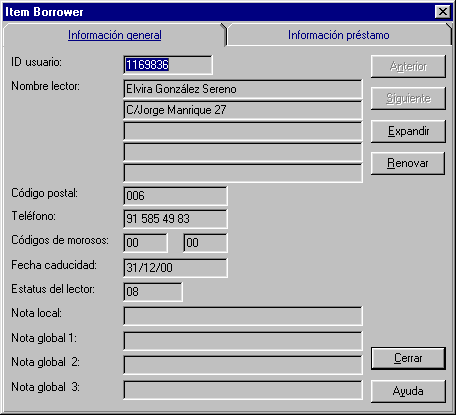 Item Borrower
Información general
Información préstamo
ID usuario: 1169836
Anterior
Nombre lector: Elvira González Sereno
C/Jorge Manrique 27
Siguiente
Expandir
Renovar
Código postal: 006
Teléfono: 91 585 49 83
Códigos de morosos: 00 00
Fecha caducidad: 31/12/00
Estatus del lector: 08
Nota local:
Nota global 1:
Nota global 2:
Cerrar
Nota global 3:
Ayuda